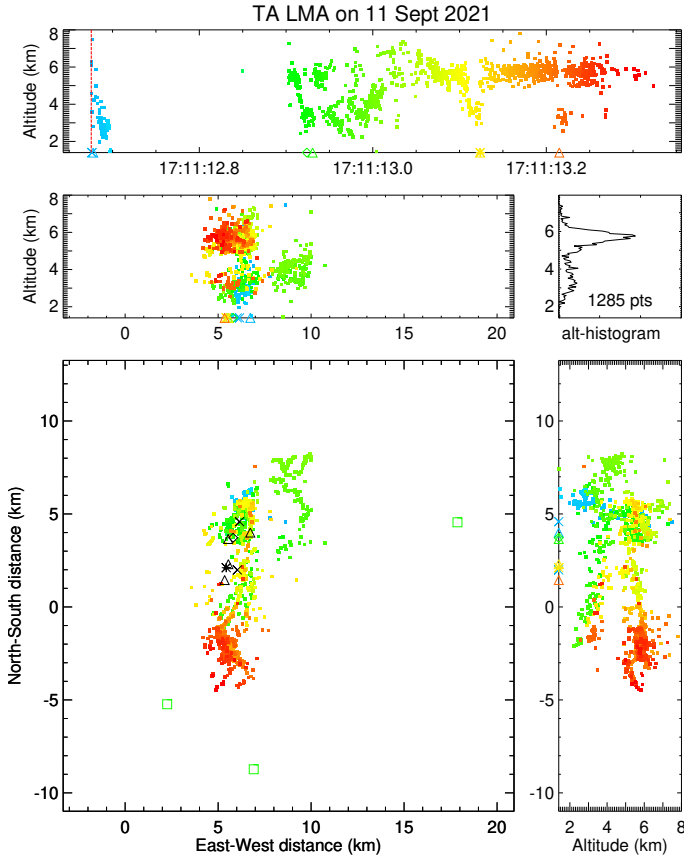 TA LMA on 11 Sept 2021
Altitude (km)
8
6
4
2
17:11:12.8 17:11:13.0 17:11:13.2
Altitude (km)
8
6
4
2
0 5 10 15 20
6
4
2
1285 pts
alt-histogram
North-South distance (km)
10
5
0
-5
-10
0 5 10 15 20
East-West distance (km)
10
5
0
-5
-10
2 4 6 8
Altitude (km)